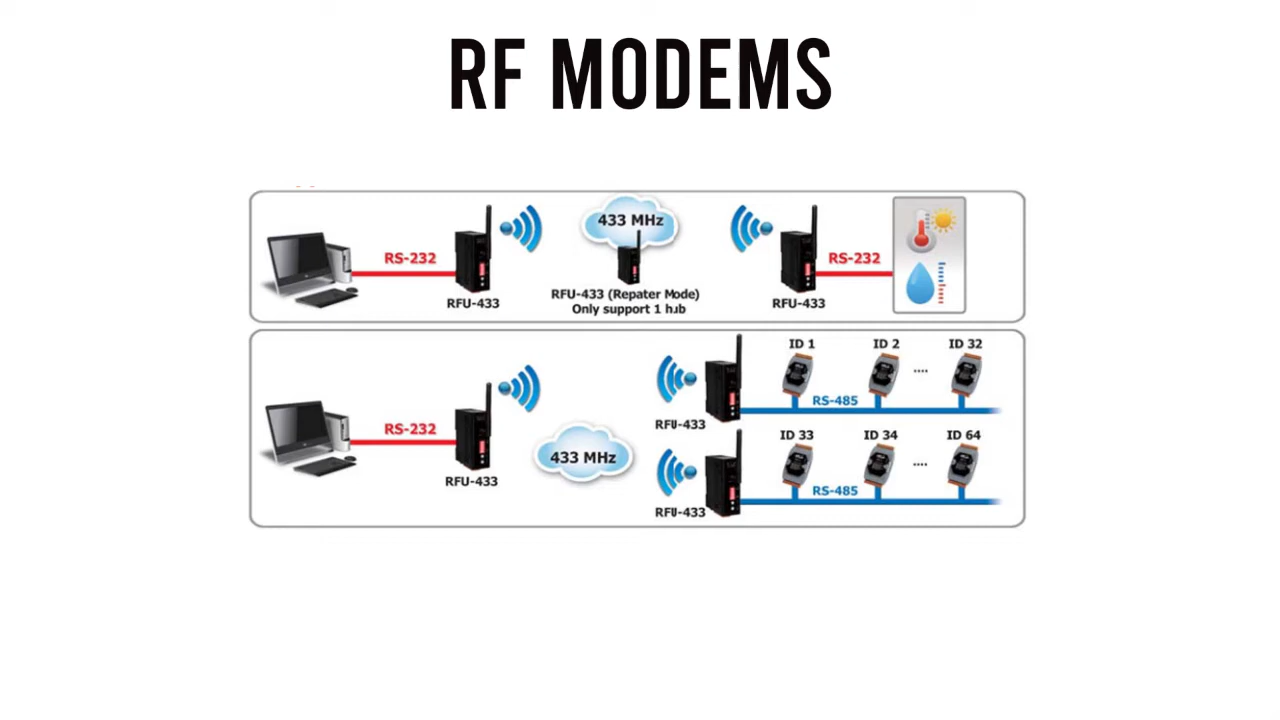 RF MODEMS
433 MHz
RS-232
RS-232
RFU-433
RFU-433 (Repater Mode)
Only support 1 hub
RFU-433
ID 1 ID 2 ID 32
....
RS-485
RS-232
RFU-433
ID 33 ID 34 ID 64
433 MHz
....
RFU-433
RS-485
RFU-433